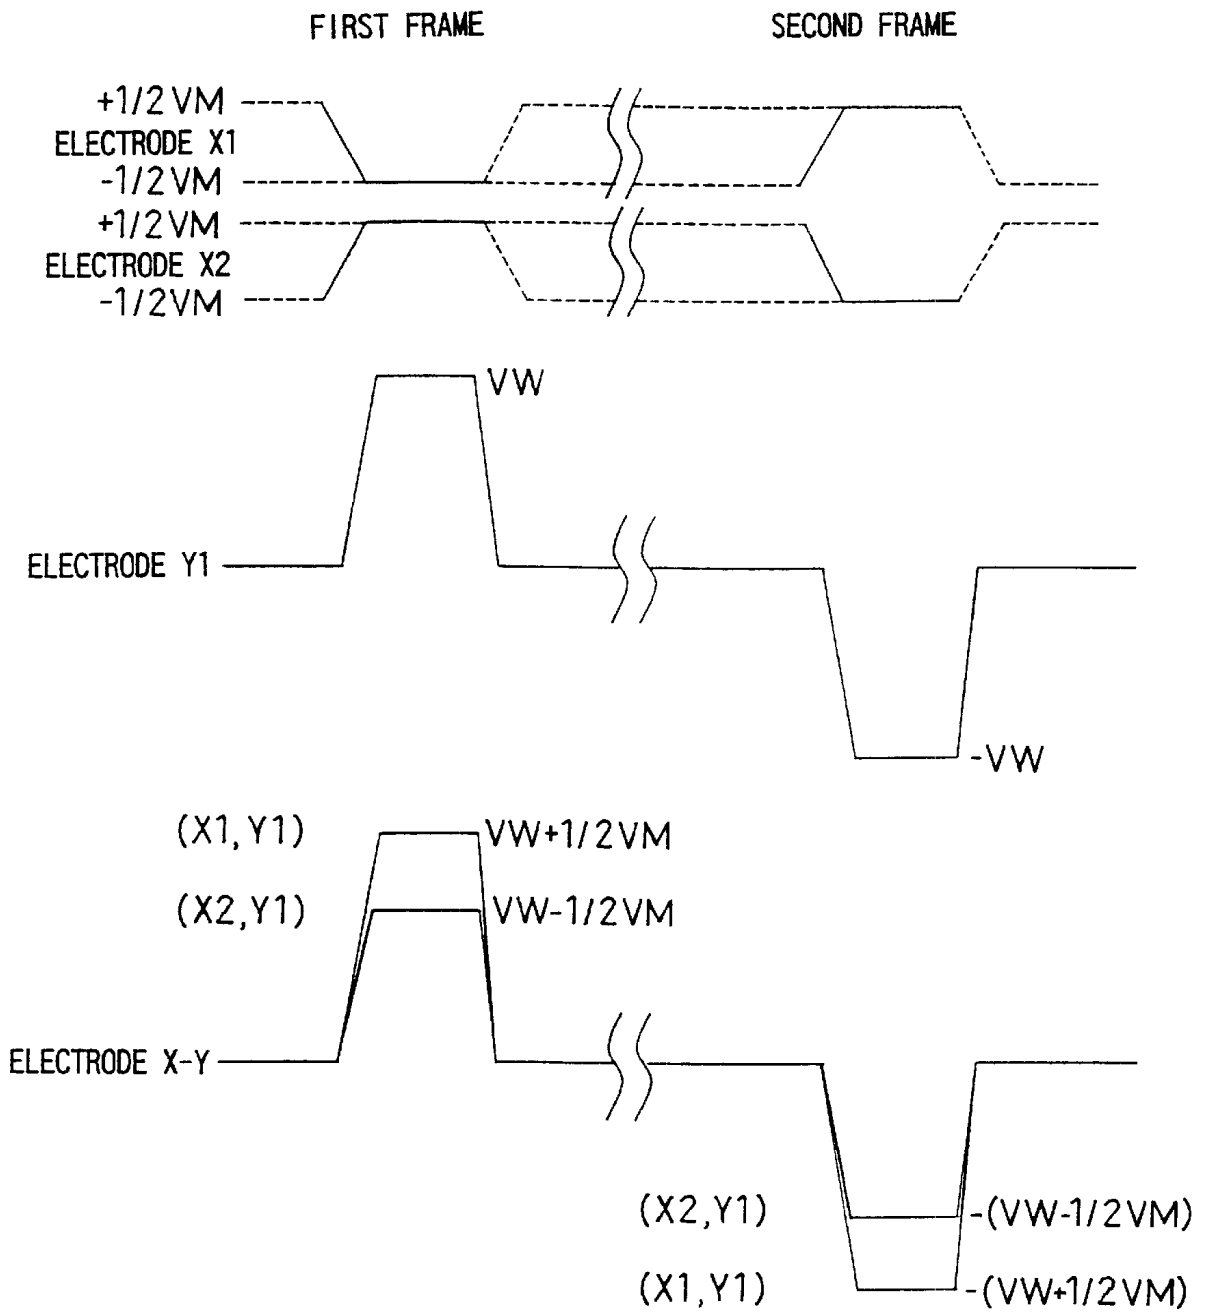 FIRST FRAME
SECOND FRAME
+1/2VM
ELECTRODE X1
-1/2VM
+1/2VM
ELECTRODE X2
-1/2VM
VW
ELECTRODE Y1
-VW
(X1,Y1)
VW+1/2VM
(X2,Y1)
VW-1/2VM
ELECTRODE X-Y
(X2,Y1)
-(VW-1/2VM)
(X1,Y1)
-(VW+1/2VM)